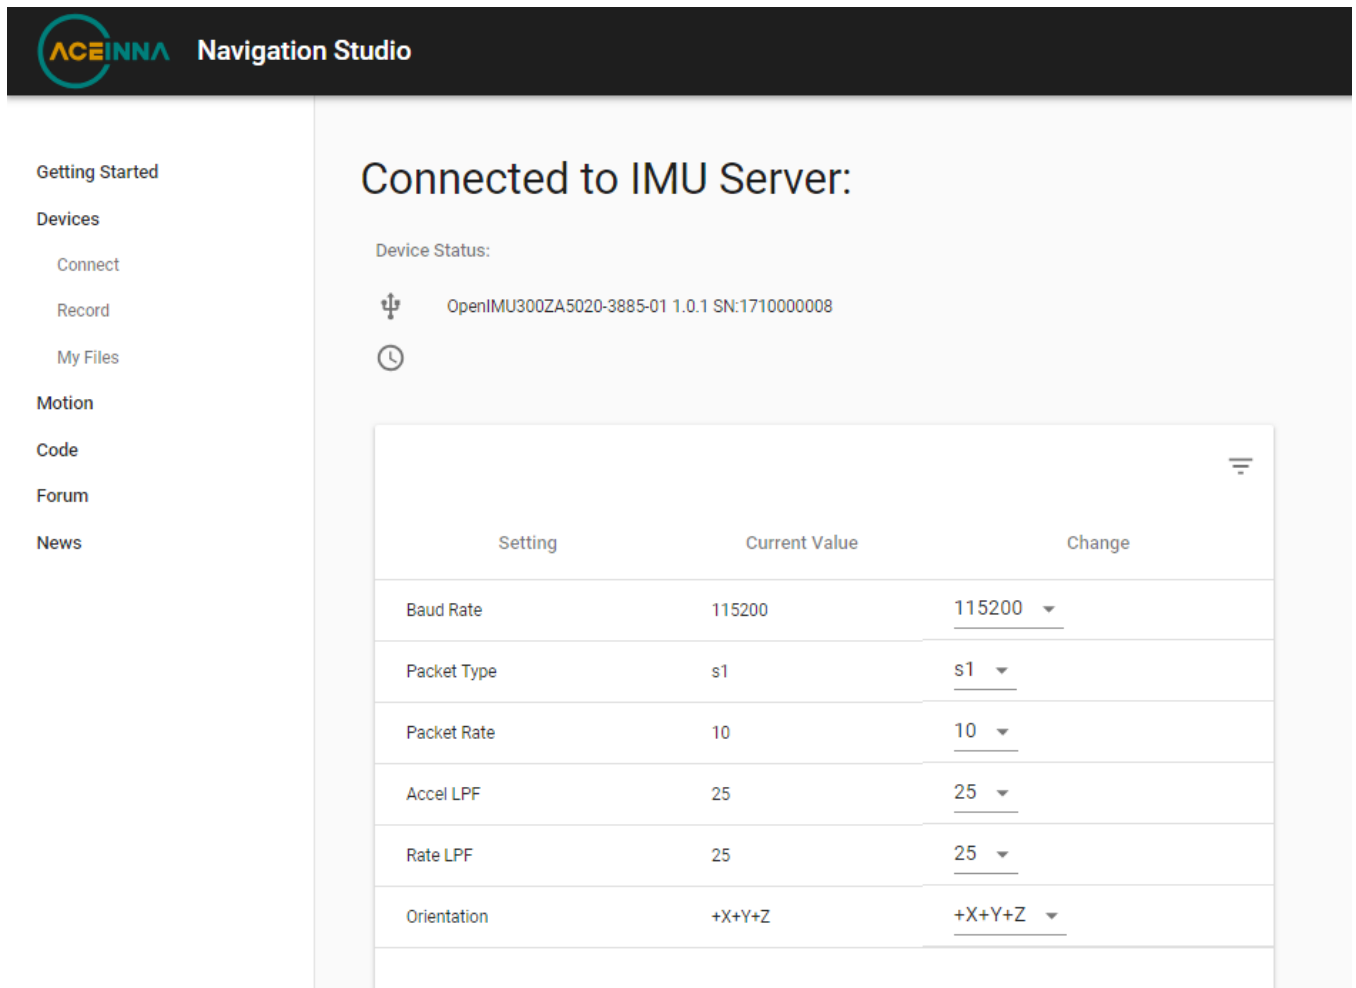 ACEINNA Navigation Studio
Getting Started
Devices
Connect
Record
My Files
Motion
Code
Forum
News
Connected to IMU Server:
Device Status:
OpenIMU300ZA5020-3885-01 1.0.1 SN:1710000008
Setting Current Value Change
Baud Rate 115200 115200
Packet Type s1 s1
Packet Rate 10 10
Accel LPF 25 25
Rate LPF 25 25
Orientation +X+Y+Z +X+Y+Z